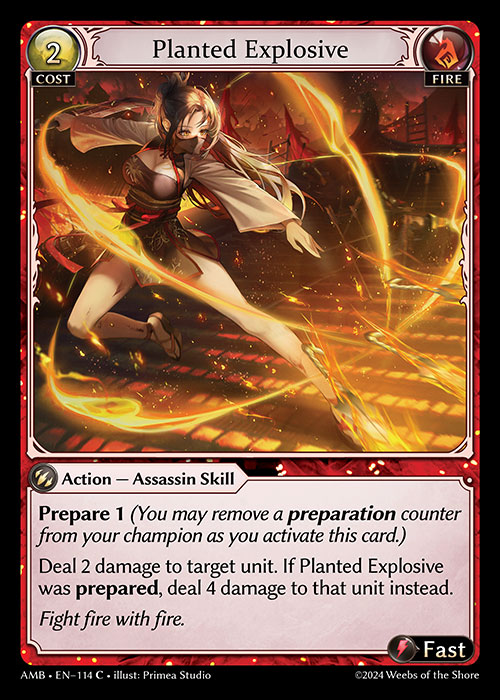 2
Planted Explosive
COST
FIRE
Action — Assassin Skill
Prepare 1 (You may remove a preparation counter
from your champion as you activate this card.)
Deal 2 damage to target unit. If Planted Explosive
was prepared, deal 4 damage to that unit instead.
Fight fire with fire.
Fast
AMB • EN–114 C • illust: Primea Studio
©2024 Weebs of the Shore